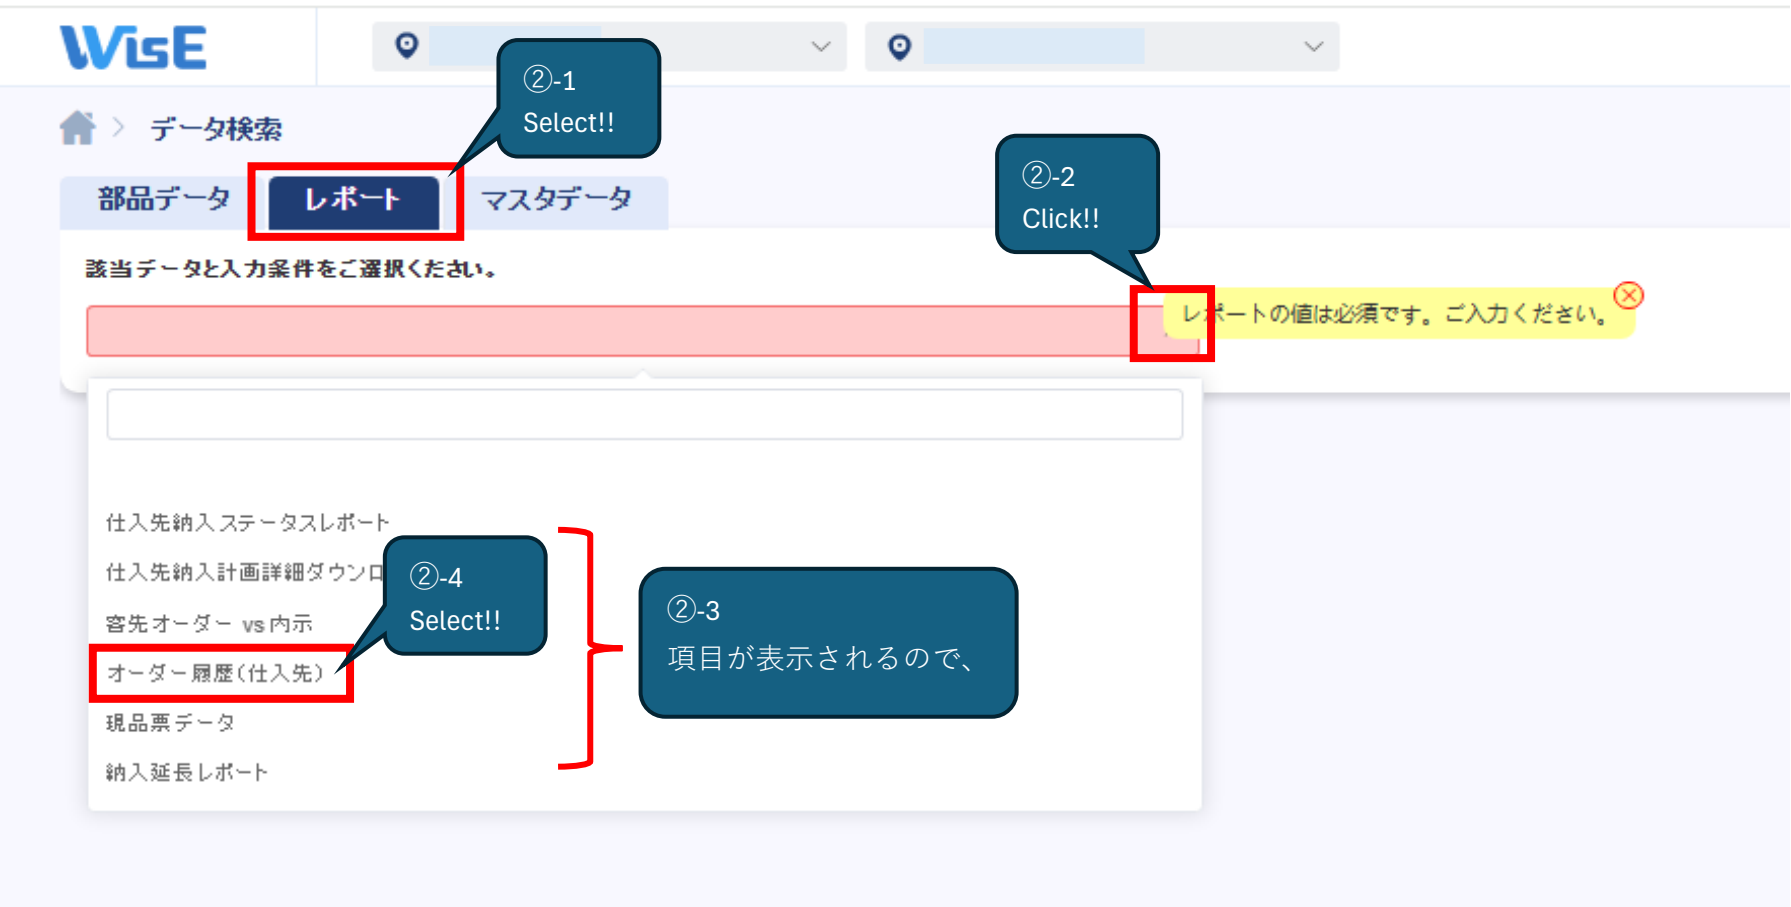 WisE
②-1
Select!!
データ検索
②-2
Click!!
部品データ
レポート
マスタデータ
該当データと入力条件をご選択ください。
レポートの値は必須です。ご入力ください。
仕入先納入ステータスレポート
仕入先納入計画詳細ダウンロ
②-4
Select!!
②-3
項目が表示されるので、
客先オーダー vs 内示
オーダー履歴(仕入先)
現品票データ
納入延長レポート